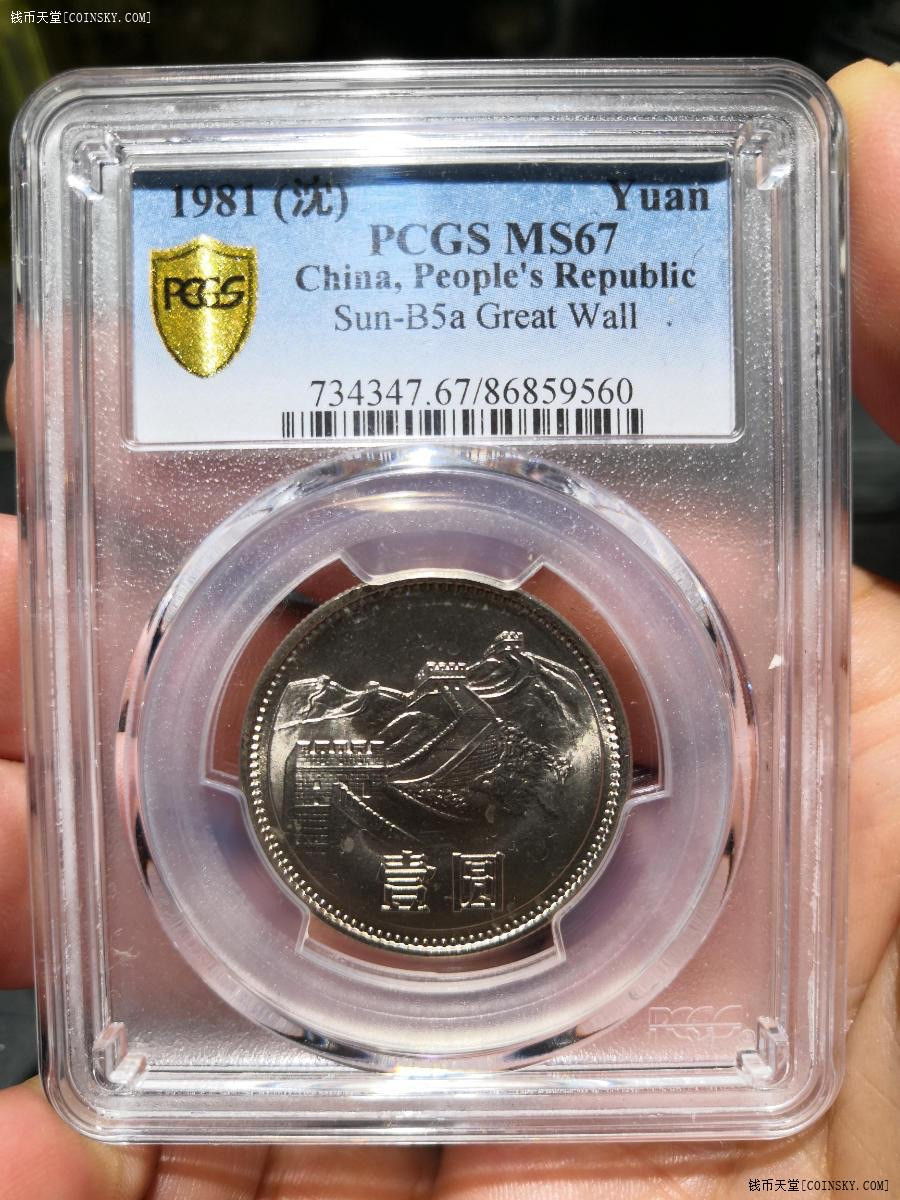 钱币天堂[COINSKY.COM]
1981 (沈) Yuan
PCGS MS67
China, People's Republic
PCGS
Sun-B5a Great Wall
734347.67/86859560
壹圆
PCGS
钱币天堂[COINSKY.COM]